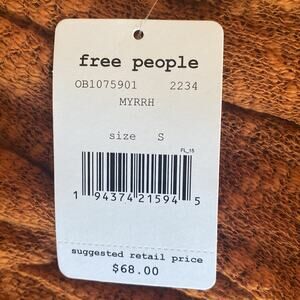 free people
OB1075901 2234
MYRRH
size S
FL_15
1 94374 21594 5
suggested retail price
$68.00